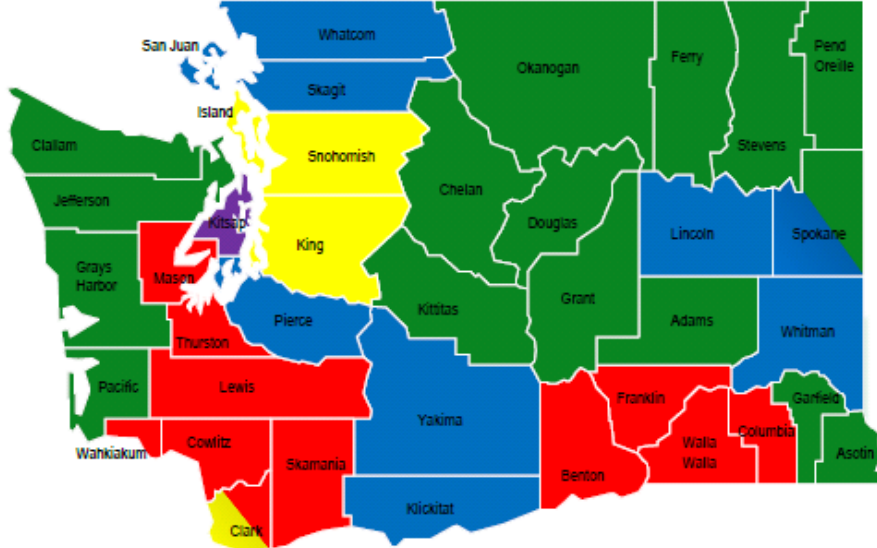 Whatcom
San Juan
Skagit
Okanogan
Ferry
Pend
Oreille
Island
Clallam
Snohomish
Stevens
Jefferson
Chelan
Kitsap
Douglas
Lincoln
Spokane
King
Grays
Harbor
Mason
Grant
Kittitas
Pierce
Adams
Whitman
Thurston
Pacific
Lewis
Franklin
Garfield
Yakima
Columbia
Wahkiakum
Cowlitz
Walla
Walla
Asotin
Skamania
Benton
Klickitat
Clark